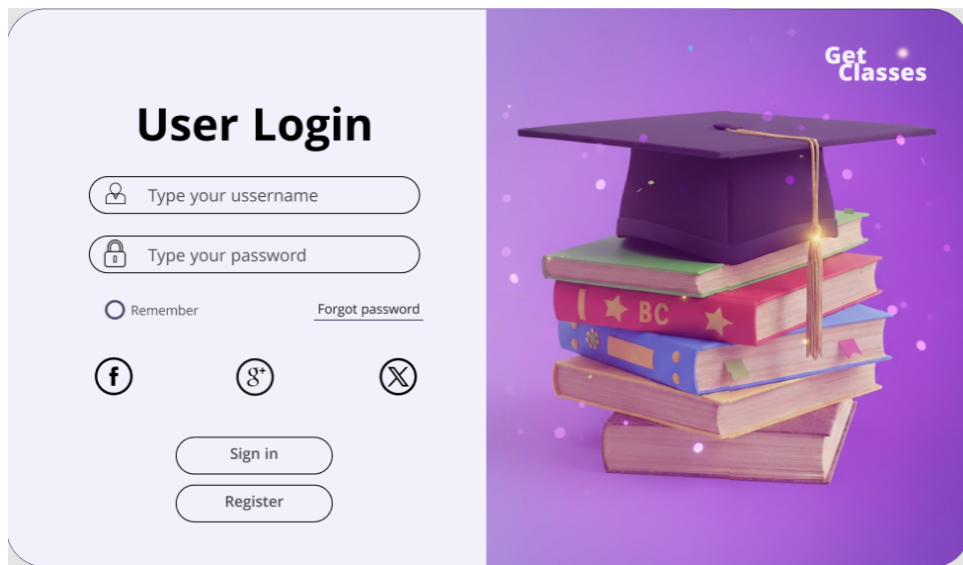 User Login
Type your ussername
Type your password
Remember
Forgot password
f
g+
X
Sign in
Register
Get
Classes
BC